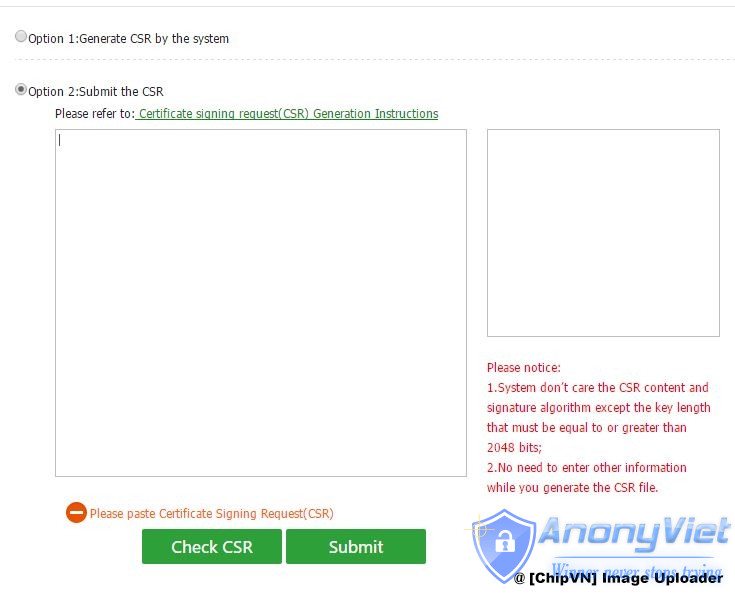 Option 1:Generate CSR by the system
Option 2:Submit the CSR
Please refer to: Certificate signing request(CSR) Generation Instructions
Please notice:
1.System don't care the CSR content and
signature algorithm except the key length
that must be equal to or greater than
2048 bits;
2.No need to enter other information
while you generate the CSR file.
Please paste Certificate Signing Request(CSR)
Check CSR
Submit
AnonyViet
Winner never stops trying
@ [ChipVN] Image Uploader